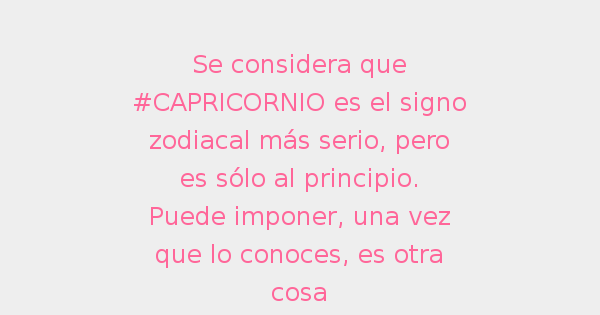 Se considera que
#CAPRICORNIO es el signo
zodiacal más serio, pero
es sólo al principio.
Puede imponer, una vez
que lo conoces, es otra
cosa